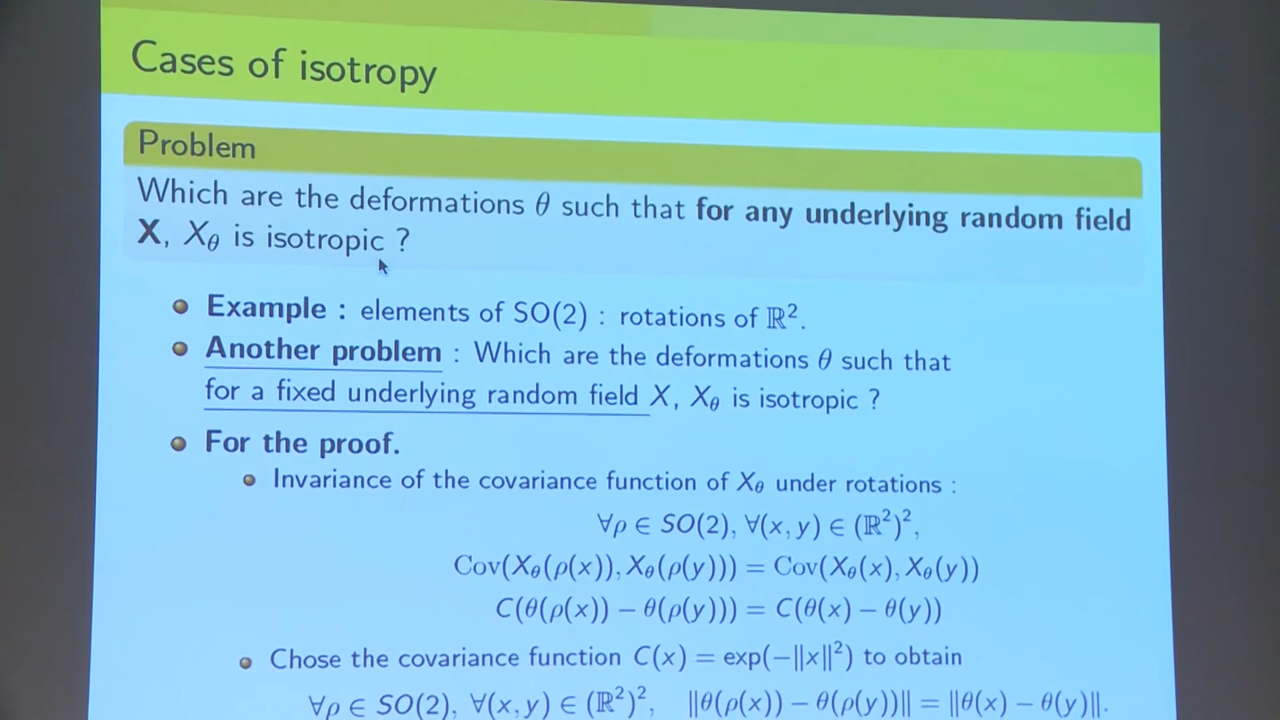 Cases of isotropy
Problem
Which are the deformations θ such that for any underlying random field
X, X_θ is isotropic ?
Example : elements of SO(2) : rotations of ℝ².
Another problem : Which are the deformations θ such that
for a fixed underlying random field X, X_θ is isotropic ?
For the proof.
Invariance of the covariance function of X_θ under rotations :
∀ρ ∈ SO(2), ∀(x, y) ∈ (ℝ²)²,
Cov(X_θ(ρ(x)), X_θ(ρ(y))) = Cov(X_θ(x), X_θ(y))
C(θ(ρ(x)) − θ(ρ(y))) = C(θ(x) − θ(y))
Chose the covariance function C(x) = exp(−‖x‖²) to obtain
∀ρ ∈ SO(2), ∀(x, y) ∈ (ℝ²)², ‖θ(ρ(x)) − θ(ρ(y))‖ = ‖θ(x) − θ(y)‖.